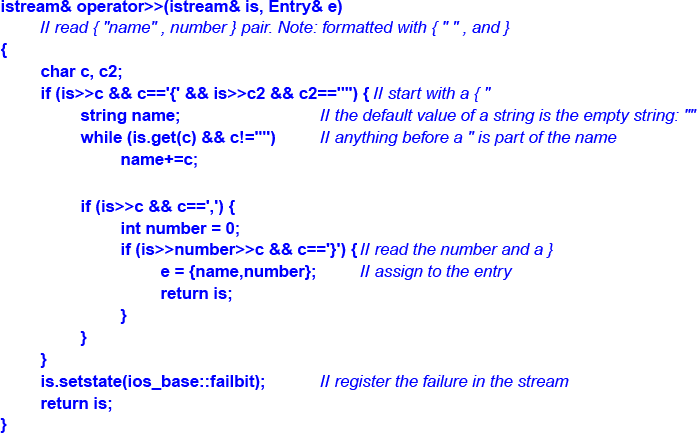 istream& operator>>(istream& is, Entry& e)
// read { "name" , number } pair. Note: formatted with { " " , and }
{
char c, c2;
if (is>>c && c=='{' && is>>c2 && c2=='"') { // start with a { "
string name; // the default value of a string is the empty string: ""
while (is.get(c) && c!='"') // anything before a " is part of the name
name+=c;
if (is>>c && c==',') {
int number = 0;
if (is>>number>>c && c=='}') { // read the number and a }
e = {name,number}; // assign to the entry
return is;
}
}
}
is.setstate(ios_base::failbit); // register the failure in the stream
return is;
}